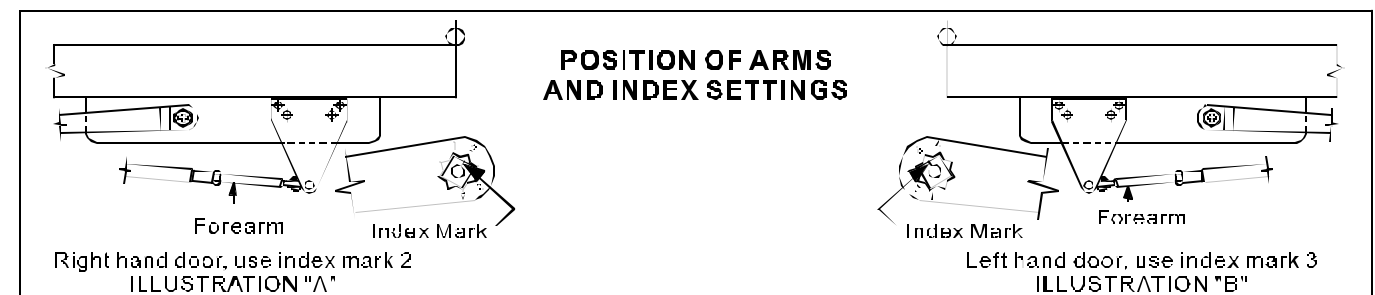 POSITION OF ARMS
AND INDEX SETTINGS
Forearm
Index Mark
Right hand door, use index mark 2
ILLUSTRATION "A"
Index Mark
Forearm
Left hand door, use index mark 3
ILLUSTRATION "B"